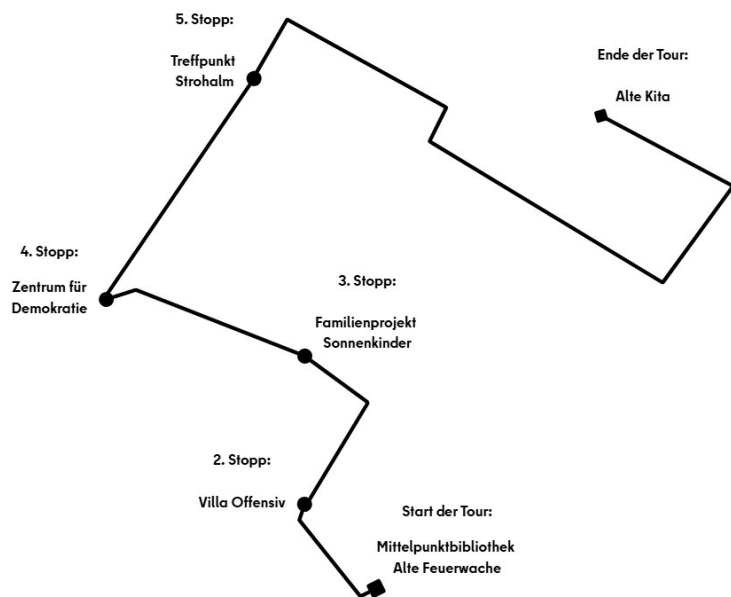 5. Stopp:
Treffpunkt
Strohalm
Ende der Tour:
Alte Kita
4. Stopp:
Zentrum für
Demokratie
3. Stopp:
Familienprojekt
Sonnenkinder
2. Stopp:
Villa Offensiv
Start der Tour:
Mittelpunktbibliothek
Alte Feuerwache